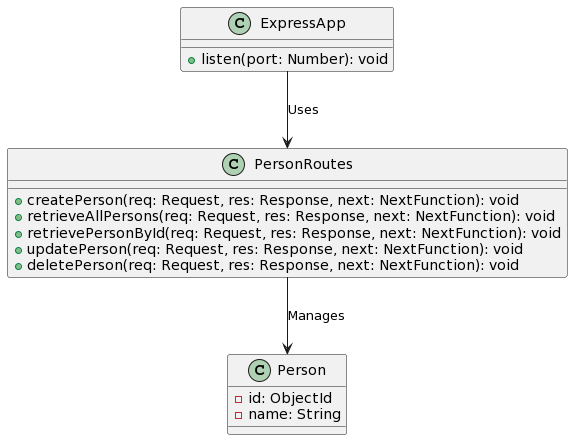 C ExpressApp
listen(port: Number): void
Uses
C PersonRoutes
createPerson(req: Request, res: Response, next: NextFunction): void
retrieveAllPersons(req: Request, res: Response, next: NextFunction): void
retrievePersonById(req: Request, res: Response, next: NextFunction): void
updatePerson(req: Request, res: Response, next: NextFunction): void
deletePerson(req: Request, res: Response, next: NextFunction): void
Manages
C Person
id: ObjectId
name: String